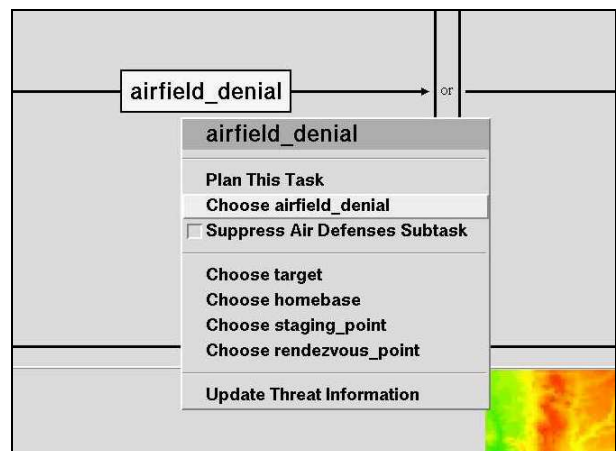 airfield_denial
or
airfield_denial
Plan This Task
Choose airfield_denial
Suppress Air Defenses Subtask
Choose target
Choose homebase
Choose staging_point
Choose rendezvous_point
Update Threat Information